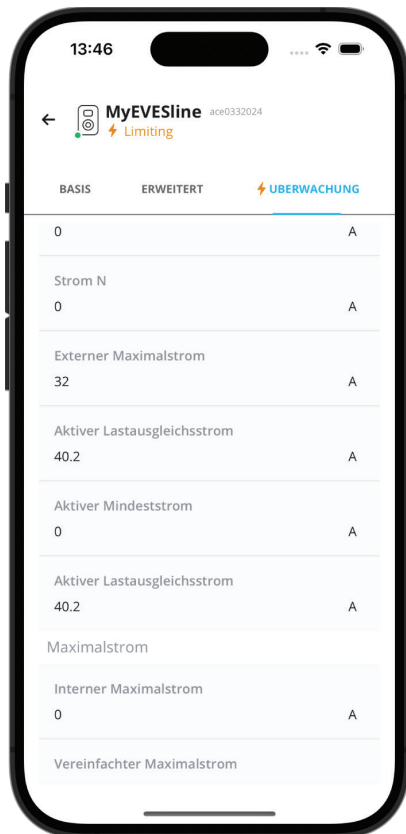 13:46
MyEVESline ace0332024
Limiting
BASIS ERWEITERT UBERWACHUNG
0 A
Strom N
0 A
Externer Maximalstrom
32 A
Aktiver Lastausgleichsstrom
40.2 A
Aktiver Mindeststrom
0 A
Aktiver Lastausgleichsstrom
40.2 A
Maximalstrom
Interner Maximalstrom
0 A
Vereinfachter Maximalstrom